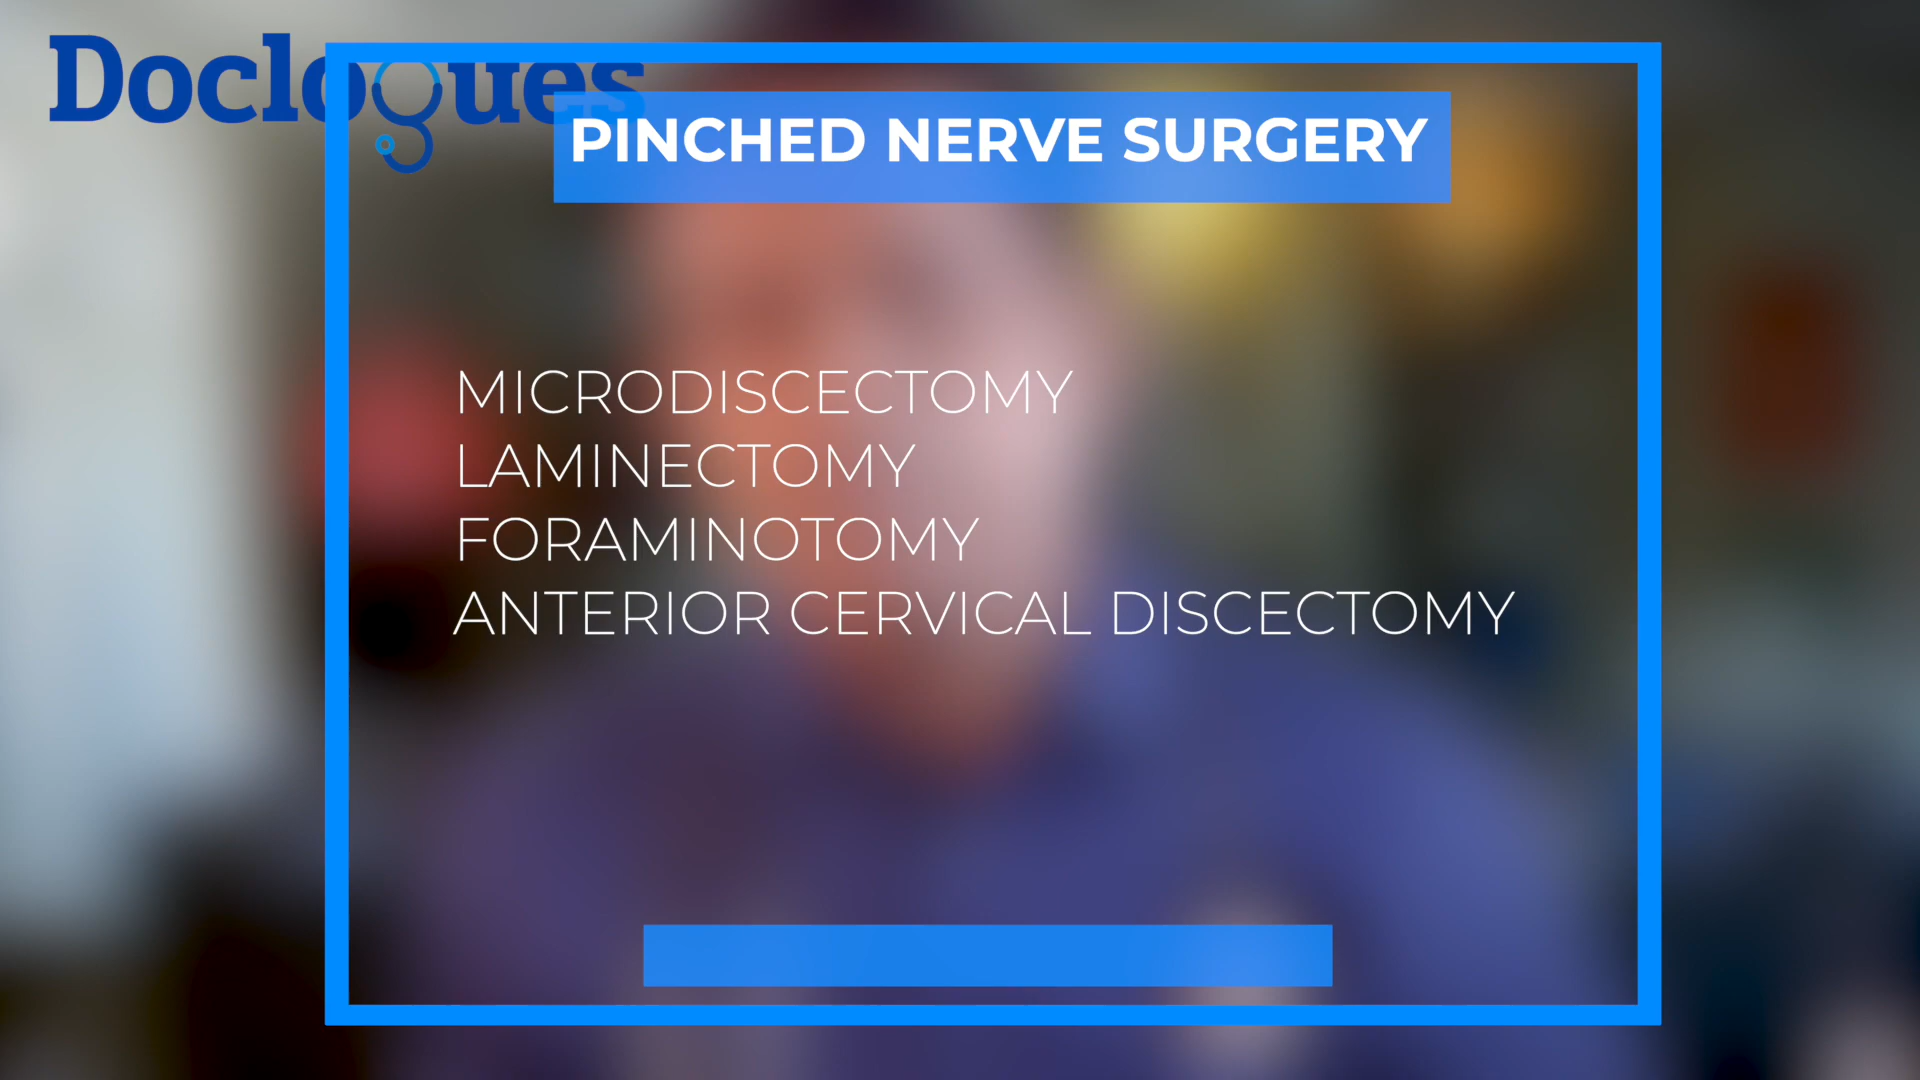 Doclogues
PINCHED NERVE SURGERY
MICRODISCECTOMY
LAMINECTOMY
FORAMINOTOMY
ANTERIOR CERVICAL DISCECTOMY